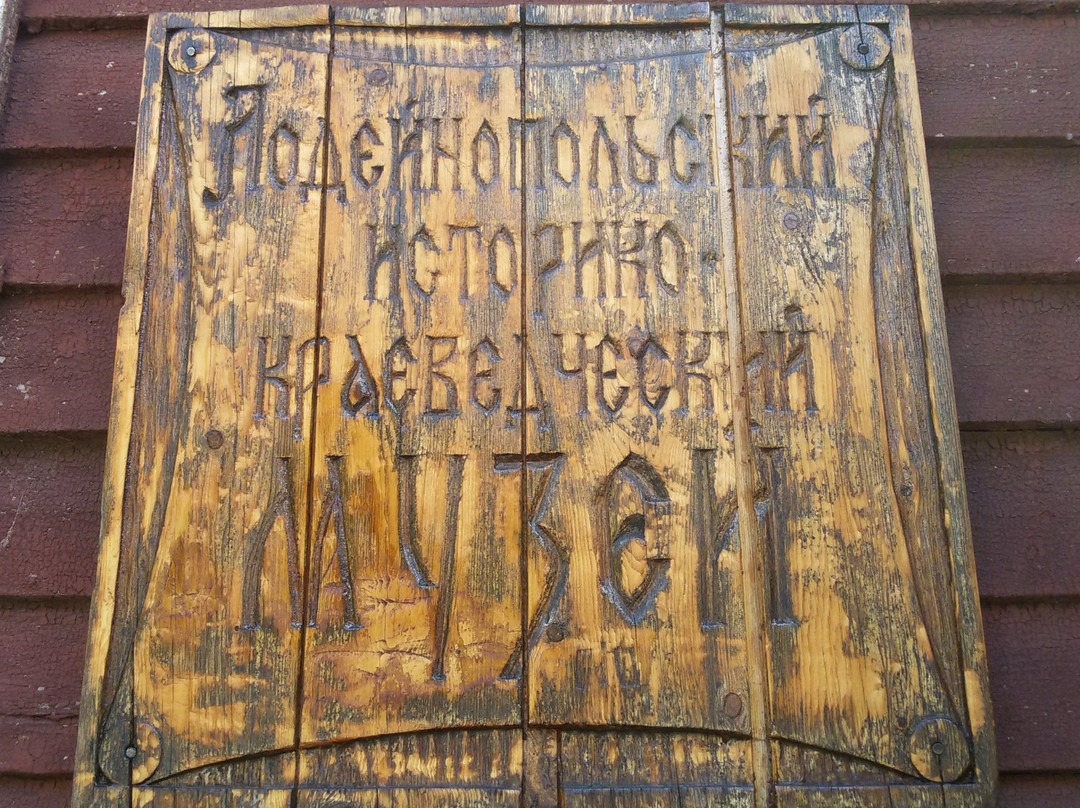 Лодейнопольский
историко-
краеведческий
музей